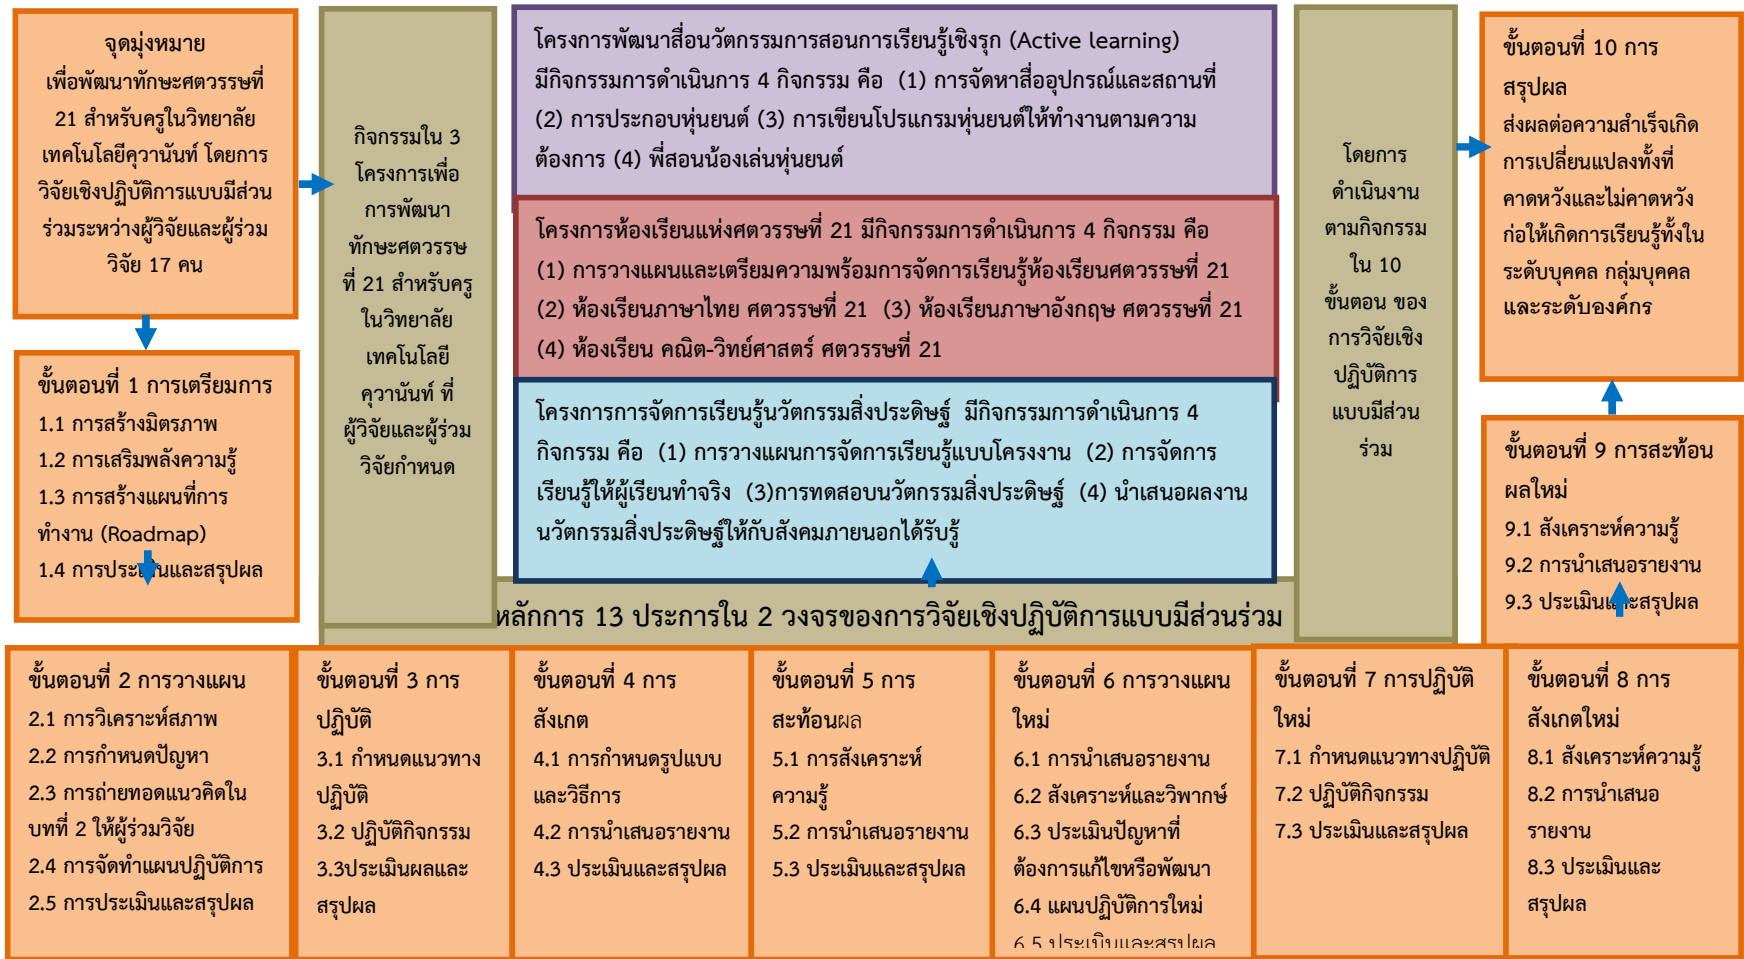 จุดมุ่งหมาย
เพื่อพัฒนาทักษะศตวรรษที่
21 สำหรับครูในวิทยาลัย
เทคโนโลยีคุวานันท์ โดยการ
วิจัยเชิงปฏิบัติการแบบมีส่วน
ร่วมระหว่างผู้วิจัยและผู้ร่วม
วิจัย 17 คน
ขั้นตอนที่ 1 การเตรียมการ
1.1 การสร้างมิตรภาพ
1.2 การเสริมพลังความรู้
1.3 การสร้างแผนที่การ
ทำงาน (Roadmap)
1.4 การประเมินและสรุปผล
กิจกรรมใน 3
โครงการเพื่อ
การพัฒนา
ทักษะศตวรรษ
ที่ 21 สำหรับครู
ในวิทยาลัย
เทคโนโลยี
คุวานันท์ ที่
ผู้วิจัยและผู้ร่วม
วิจัยกำหนด
โครงการพัฒนาสื่อนวัตกรรมการสอนการเรียนรู้เชิงรุก (Active learning)
มีกิจกรรมการดำเนินการ 4 กิจกรรม คือ (1) การจัดหาสื่ออุปกรณ์และสถานที่
(2) การประกอบหุ่นยนต์ (3) การเขียนโปรแกรมหุ่นยนต์ให้ทำงานตามความ
ต้องการ (4) พี่สอนน้องเล่นหุ่นยนต์
โครงการห้องเรียนแห่งศตวรรษที่ 21 มีกิจกรรมการดำเนินการ 4 กิจกรรม คือ
(1) การวางแผนและเตรียมความพร้อมการจัดการเรียนรู้ห้องเรียนศตวรรษที่ 21
(2) ห้องเรียนภาษาไทย ศตวรรษที่ 21 (3) ห้องเรียนภาษาอังกฤษ ศตวรรษที่ 21
(4) ห้องเรียน คณิต-วิทย์ศาสตร์ ศตวรรษที่ 21
โครงการการจัดการเรียนรู้นวัตกรรมสิ่งประดิษฐ์ มีกิจกรรมการดำเนินการ 4
กิจกรรม คือ (1) การวางแผนการจัดการเรียนรู้แบบโครงงาน (2) การจัดการ
เรียนรู้ให้ผู้เรียนทำจริง (3)การทดสอบนวัตกรรมสิ่งประดิษฐ์ (4) นำเสนอผลงาน
นวัตกรรมสิ่งประดิษฐ์ให้กับสังคมภายนอกได้รับรู้
หลักการ 13 ประการใน 2 วงจรของการวิจัยเชิงปฏิบัติการแบบมีส่วนร่วม
โดยการ
ดำเนินงาน
ตามกิจกรรม
ใน 10
ขั้นตอน ของ
การวิจัยเชิง
ปฏิบัติการ
แบบมีส่วน
ร่วม
ขั้นตอนที่ 10 การ
สรุปผล
ส่งผลต่อความสำเร็จเกิด
การเปลี่ยนแปลงทั้งที่
คาดหวังและไม่คาดหวัง
ก่อให้เกิดการเรียนรู้ทั้งใน
ระดับบุคคล กลุ่มบุคคล
และระดับองค์กร
ขั้นตอนที่ 9 การสะท้อน
ผลใหม่
9.1 สังเคราะห์ความรู้
9.2 การนำเสนอรายงาน
9.3 ประเมินและสรุปผล
ขั้นตอนที่ 2 การวางแผน
2.1 การวิเคราะห์สภาพ
2.2 การกำหนดปัญหา
2.3 การถ่ายทอดแนวคิดใน
บทที่ 2 ให้ผู้ร่วมวิจัย
2.4 การจัดทำแผนปฏิบัติการ
2.5 การประเมินและสรุปผล
ขั้นตอนที่ 3 การ
ปฏิบัติ
3.1 กำหนดแนวทาง
ปฏิบัติ
3.2 ปฏิบัติกิจกรรม
3.3ประเมินผลและ
สรุปผล
ขั้นตอนที่ 4 การ
สังเกต
4.1 การกำหนดรูปแบบ
และวิธีการ
4.2 การนำเสนอรายงาน
4.3 ประเมินและสรุปผล
ขั้นตอนที่ 5 การ
สะท้อนผล
5.1 การสังเคราะห์
ความรู้
5.2 การนำเสนอรายงาน
5.3 ประเมินและสรุปผล
ขั้นตอนที่ 6 การวางแผน
ใหม่
6.1 การนำเสนอรายงาน
6.2 สังเคราะห์และวิพากษ์
6.3 ประเมินปัญหาที่
ต้องการแก้ไขหรือพัฒนา
6.4 แผนปฏิบัติการใหม่
6.5 ประเมินและสรุปผล
ขั้นตอนที่ 7 การปฏิบัติ
ใหม่
7.1 กำหนดแนวทางปฏิบัติ
7.2 ปฏิบัติกิจกรรม
7.3 ประเมินและสรุปผล
ขั้นตอนที่ 8 การ
สังเกตใหม่
8.1 สังเคราะห์ความรู้
8.2 การนำเสนอ
รายงาน
8.3 ประเมินและ
สรุปผล